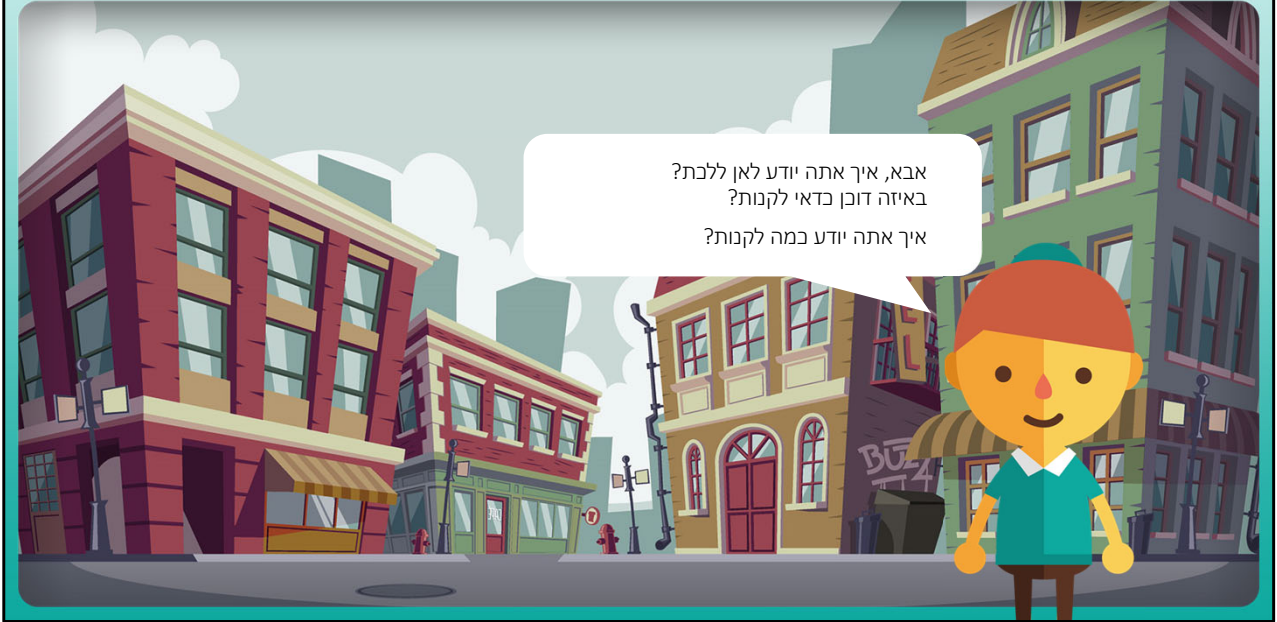 אבא, איך אתה יודע לאן ללכת?
באיזה דוכן כדאי לקנות?
איך אתה יודע כמה לקנות?